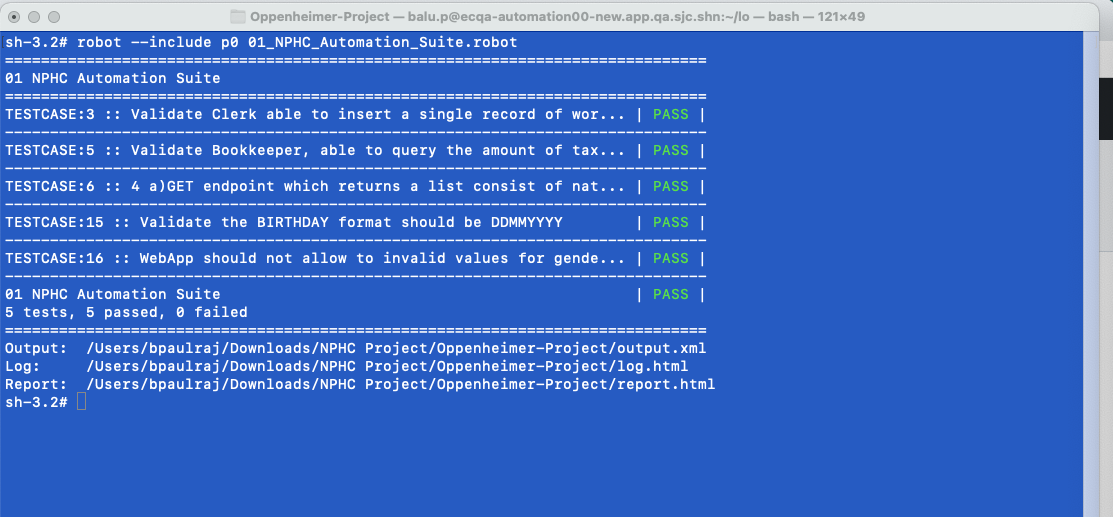 Oppenheimer-Project — balu.p@ecqa-automation00-new.app.qa.sjc.shn:~/lo — bash — 121×49
sh-3.2# robot --include p0 01_NPHC_Automation_Suite.robot
==============================================================================
01 NPHC Automation Suite
==============================================================================
TESTCASE:3 :: Validate Clerk able to insert a single record of wor... | PASS |
------------------------------------------------------------------------------
TESTCASE:5 :: Validate Bookkeeper, able to query the amount of tax... | PASS |
------------------------------------------------------------------------------
TESTCASE:6 :: 4 a)GET endpoint which returns a list consist of nat... | PASS |
------------------------------------------------------------------------------
TESTCASE:15 :: Validate the BIRTHDAY format should be DDMMYYYY        | PASS |
------------------------------------------------------------------------------
TESTCASE:16 :: WebApp should not allow to invalid values for gende... | PASS |
------------------------------------------------------------------------------
01 NPHC Automation Suite                                              | PASS |
5 tests, 5 passed, 0 failed
==============================================================================
Output:  /Users/bpaulraj/Downloads/NPHC Project/Oppenheimer-Project/output.xml
Log:     /Users/bpaulraj/Downloads/NPHC Project/Oppenheimer-Project/log.html
Report:  /Users/bpaulraj/Downloads/NPHC Project/Oppenheimer-Project/report.html
sh-3.2#